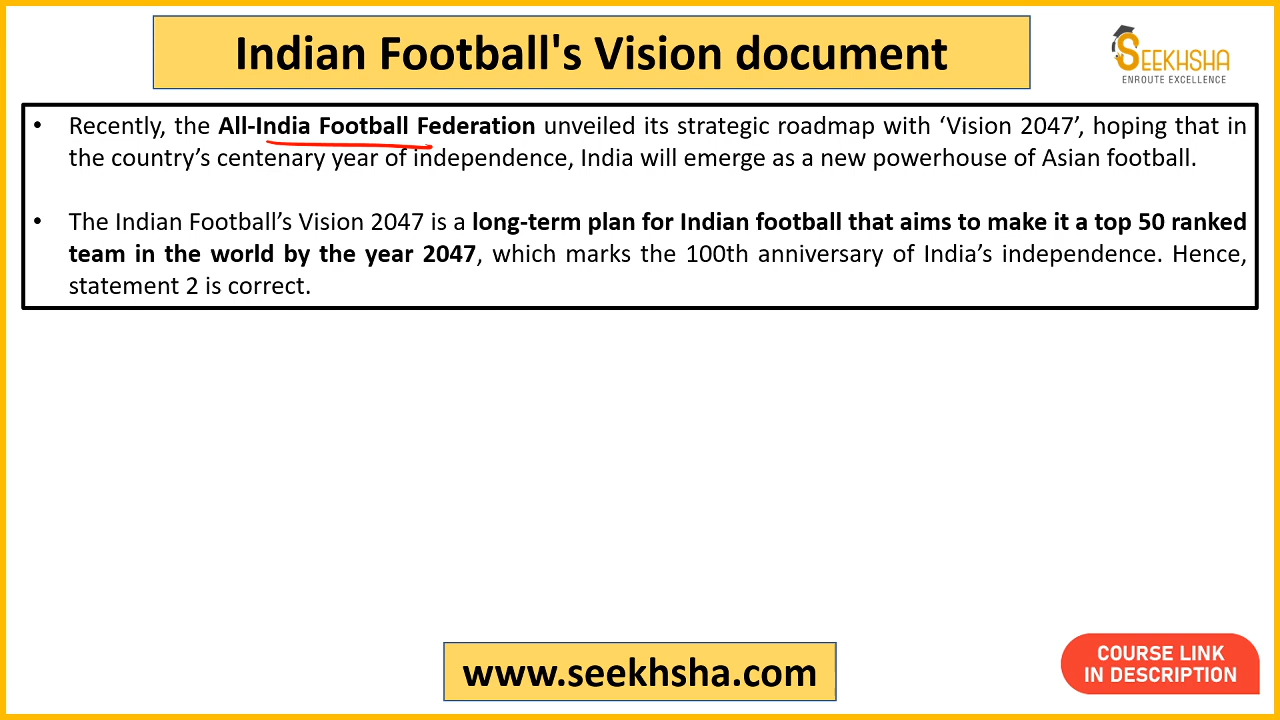 Indian Football's Vision document
SEEKHSHA
ENROUTE EXCELLENCE
• Recently, the All-India Football Federation unveiled its strategic roadmap with ‘Vision 2047’, hoping that in
the country’s centenary year of independence, India will emerge as a new powerhouse of Asian football.
• The Indian Football’s Vision 2047 is a long-term plan for Indian football that aims to make it a top 50 ranked
team in the world by the year 2047, which marks the 100th anniversary of India’s independence. Hence,
statement 2 is correct.
www.seekhsha.com
COURSE LINK
IN DESCRIPTION